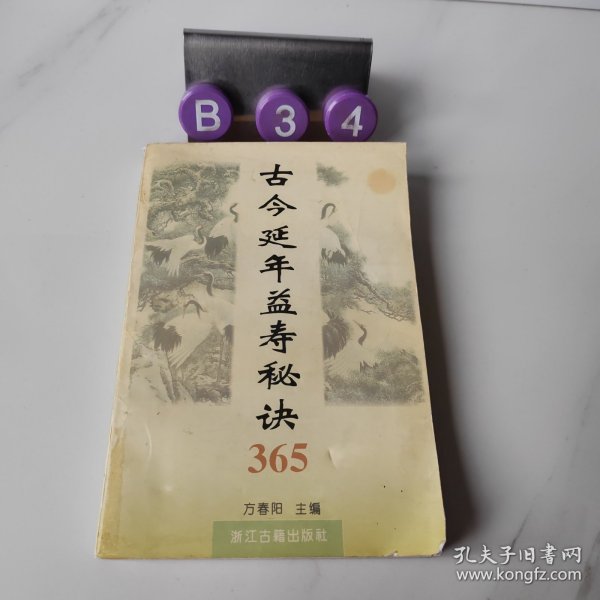 B 3 4
古今延年益寿秘诀
365
方春阳 主编
浙江古籍出版社
孔夫子旧书网
www.kongfz.com